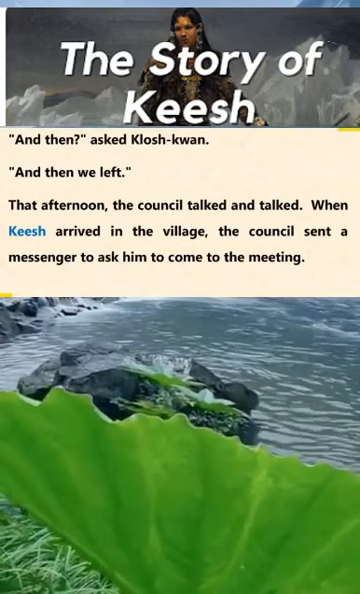 The Story of
Keesh
"And then?" asked Klosh-kwan.
"And then we left."
That afternoon, the council talked and talked. When
Keesh arrived in the village, the council sent a
messenger to ask him to come to the meeting.